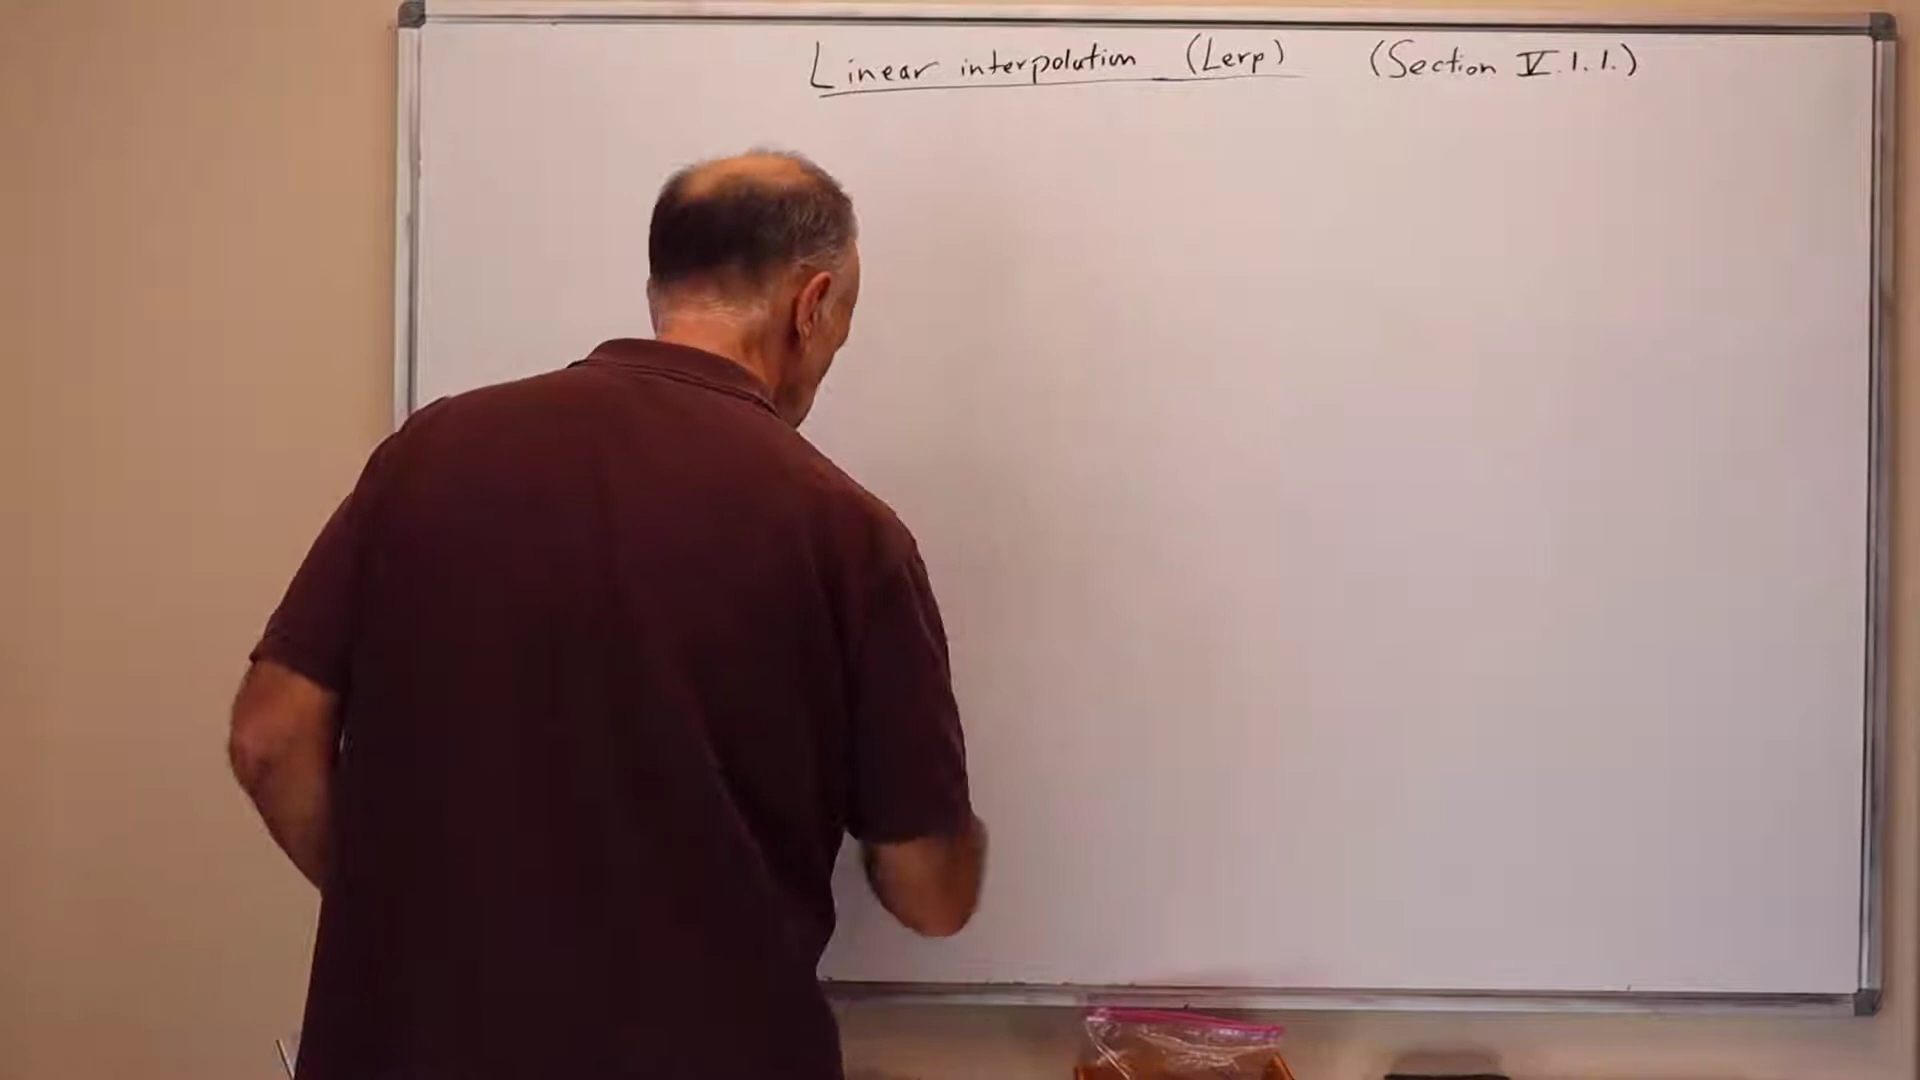 Linear interpolation (Lerp) (Section V.1.1.)